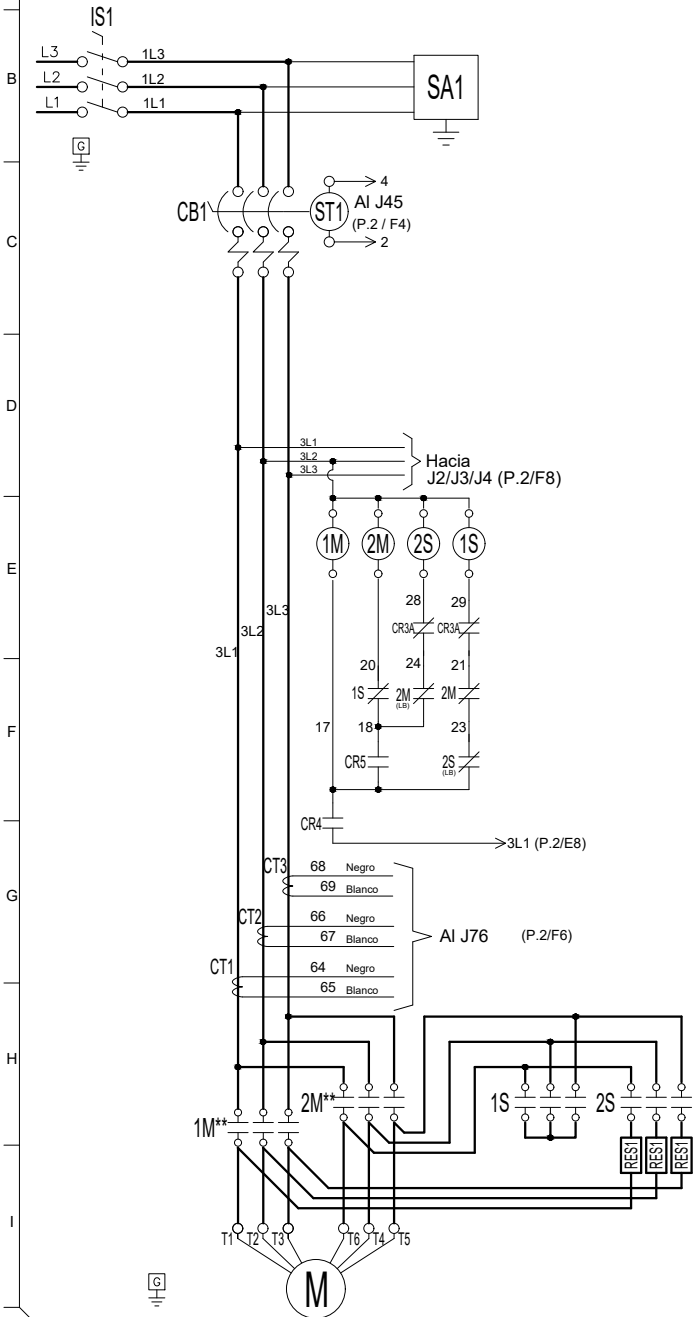 IS1
L3 1L3
B L2 1L2 SA1
L1 1L1
G
4
CB1 ST1 Al J45
(P.2 / F4)
C 2
D
3L1
3L2 Hacia
3L3 J2/J3/J4 (P.2/F8)
1M 2M 2S 1S
E
28 29
3L3 CR3A CR3A
3L2
3L1
20 24 21
1S 2M 2M
(LB)
F 17 18 23
CR5 2S
(LB)
CR4
3L1 (P.2/E8)
CT3 68 Negro
G 69 Blanco
CT2 66 Negro
67 Blanco Al J76 (P.2/F6)
CT1 64 Negro
65 Blanco
H
2M** 1S 2S
1M**
RES1 RES1 RES1
I
T1 T2 T3 T6 T4 T5
G
M